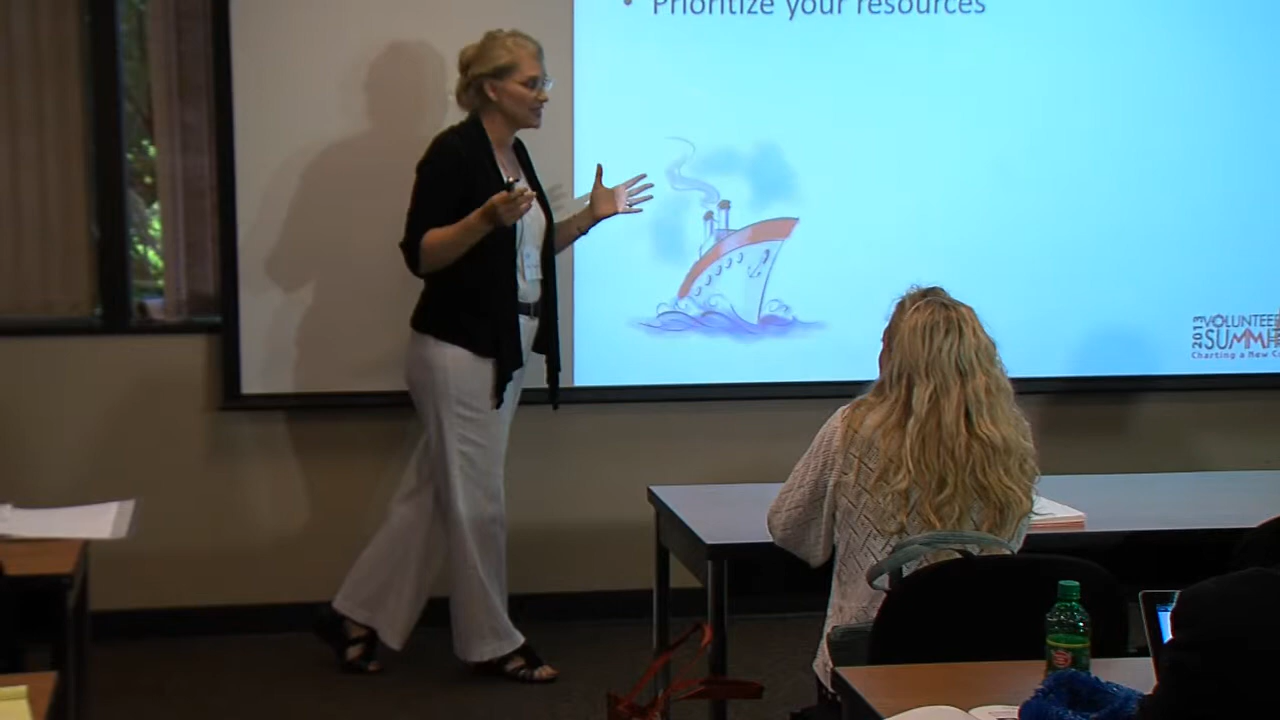 • Prioritize your resources
2013
VOLUNTEE
SUMM
Charting a New